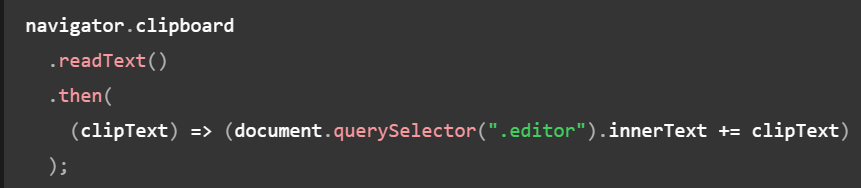 navigator.clipboard
  .readText()
  .then(
    (clipText) => (document.querySelector(".editor").innerText += clipText)
  );